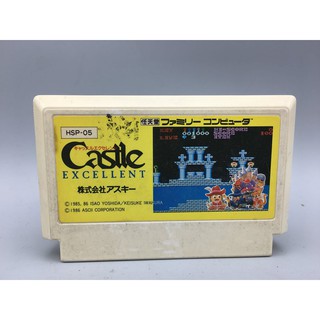 HSP-05
任天堂 ファミリー コンピュータ
キャッスルエクセレント
Castle
EXCELLENT
株式会社アスキー
©1985, 86 ISAO YOSHIDA/KEISUKE IWAKURA
©1986 ASCII CORPORATION
001000